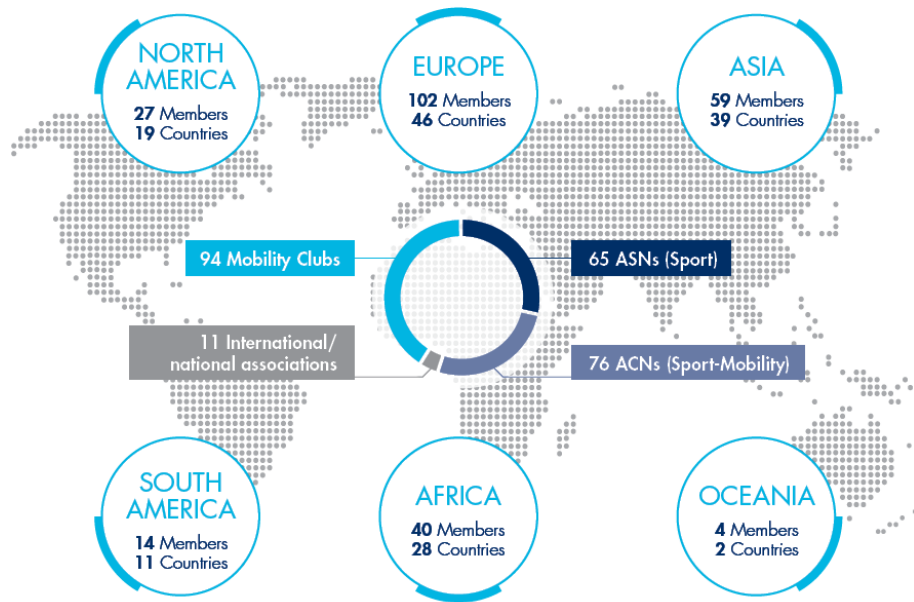 NORTH
AMERICA
27 Members
19 Countries
EUROPE
102 Members
46 Countries
ASIA
59 Members
39 Countries
94 Mobility Clubs
65 ASNs (Sport)
11 International/
national associations
76 ACNs (Sport-Mobility)
SOUTH
AMERICA
14 Members
11 Countries
AFRICA
40 Members
28 Countries
OCEANIA
4 Members
2 Countries